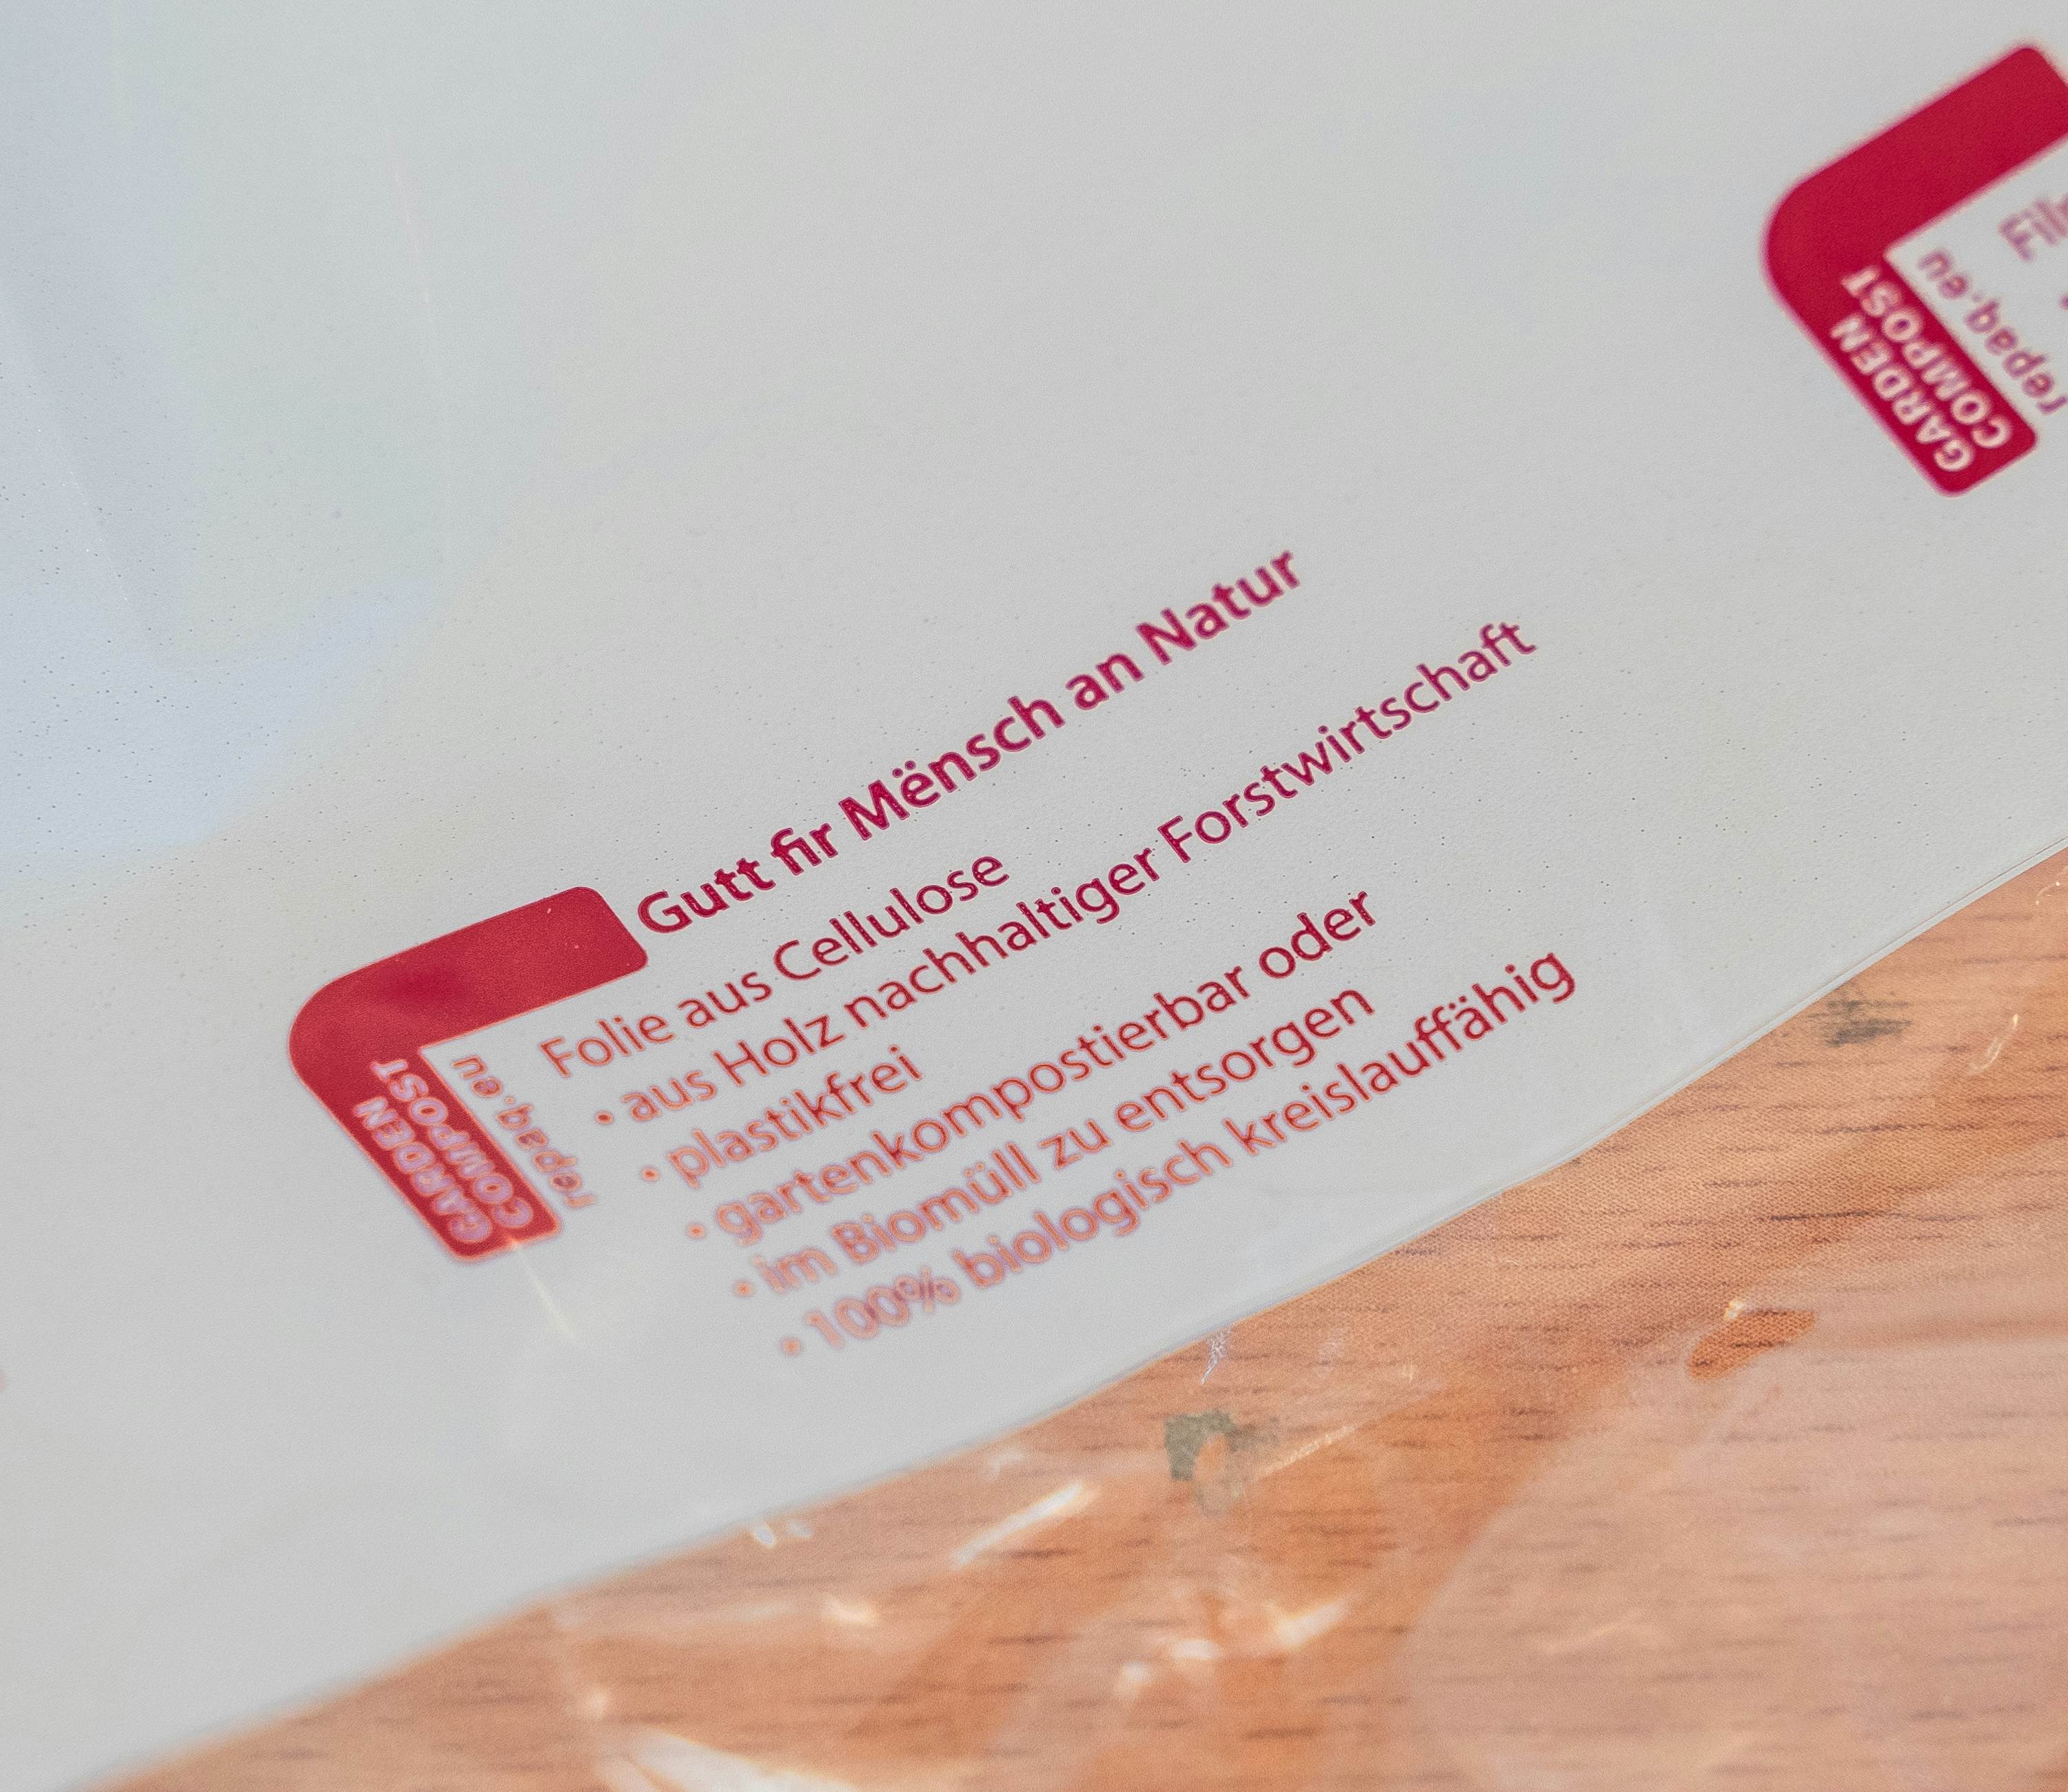 Gutt fir Mënsch an Natur
Folie aus Cellulose
• aus Holz nachhaltiger Forstwirtschaft
• plastikfrei
• gartenkompostierbar oder
• im Biomüll zu entsorgen
• 100% biologisch kreislauffähig
GARDEN
COMPOST
repaq.eu
GARDEN
COMPOST
repaq.eu